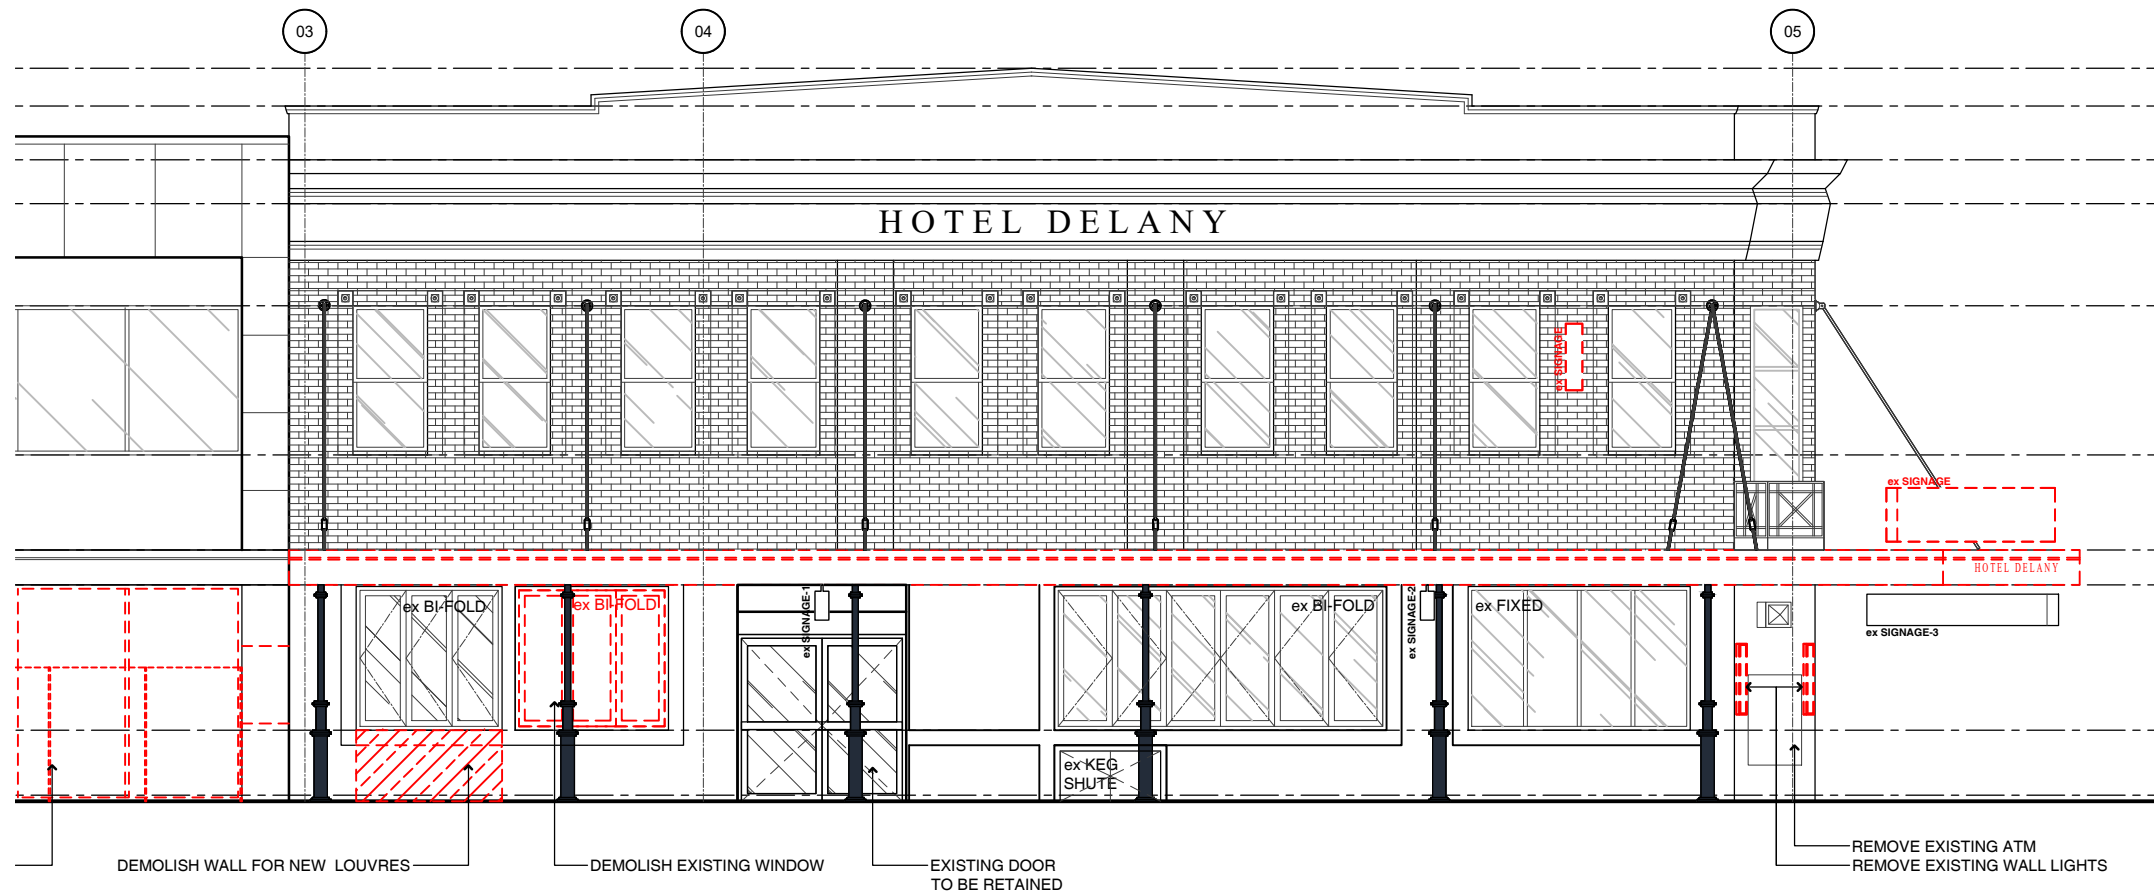 03
04
05
HOTEL DELANY
ex SIGNAGE
ex SIGNAGE
HOTEL DELANY
ex BI-FOLD
ex BI-FOLD
ex SIGNAGE-1
ex BI-FOLD
ex SIGNAGE-2
ex FIXED
ex SIGNAGE-3
ex KEG
SHUTE
DEMOLISH WALL FOR NEW LOUVRES
DEMOLISH EXISTING WINDOW
EXISTING DOOR
TO BE RETAINED
REMOVE EXISTING ATM
REMOVE EXISTING WALL LIGHTS